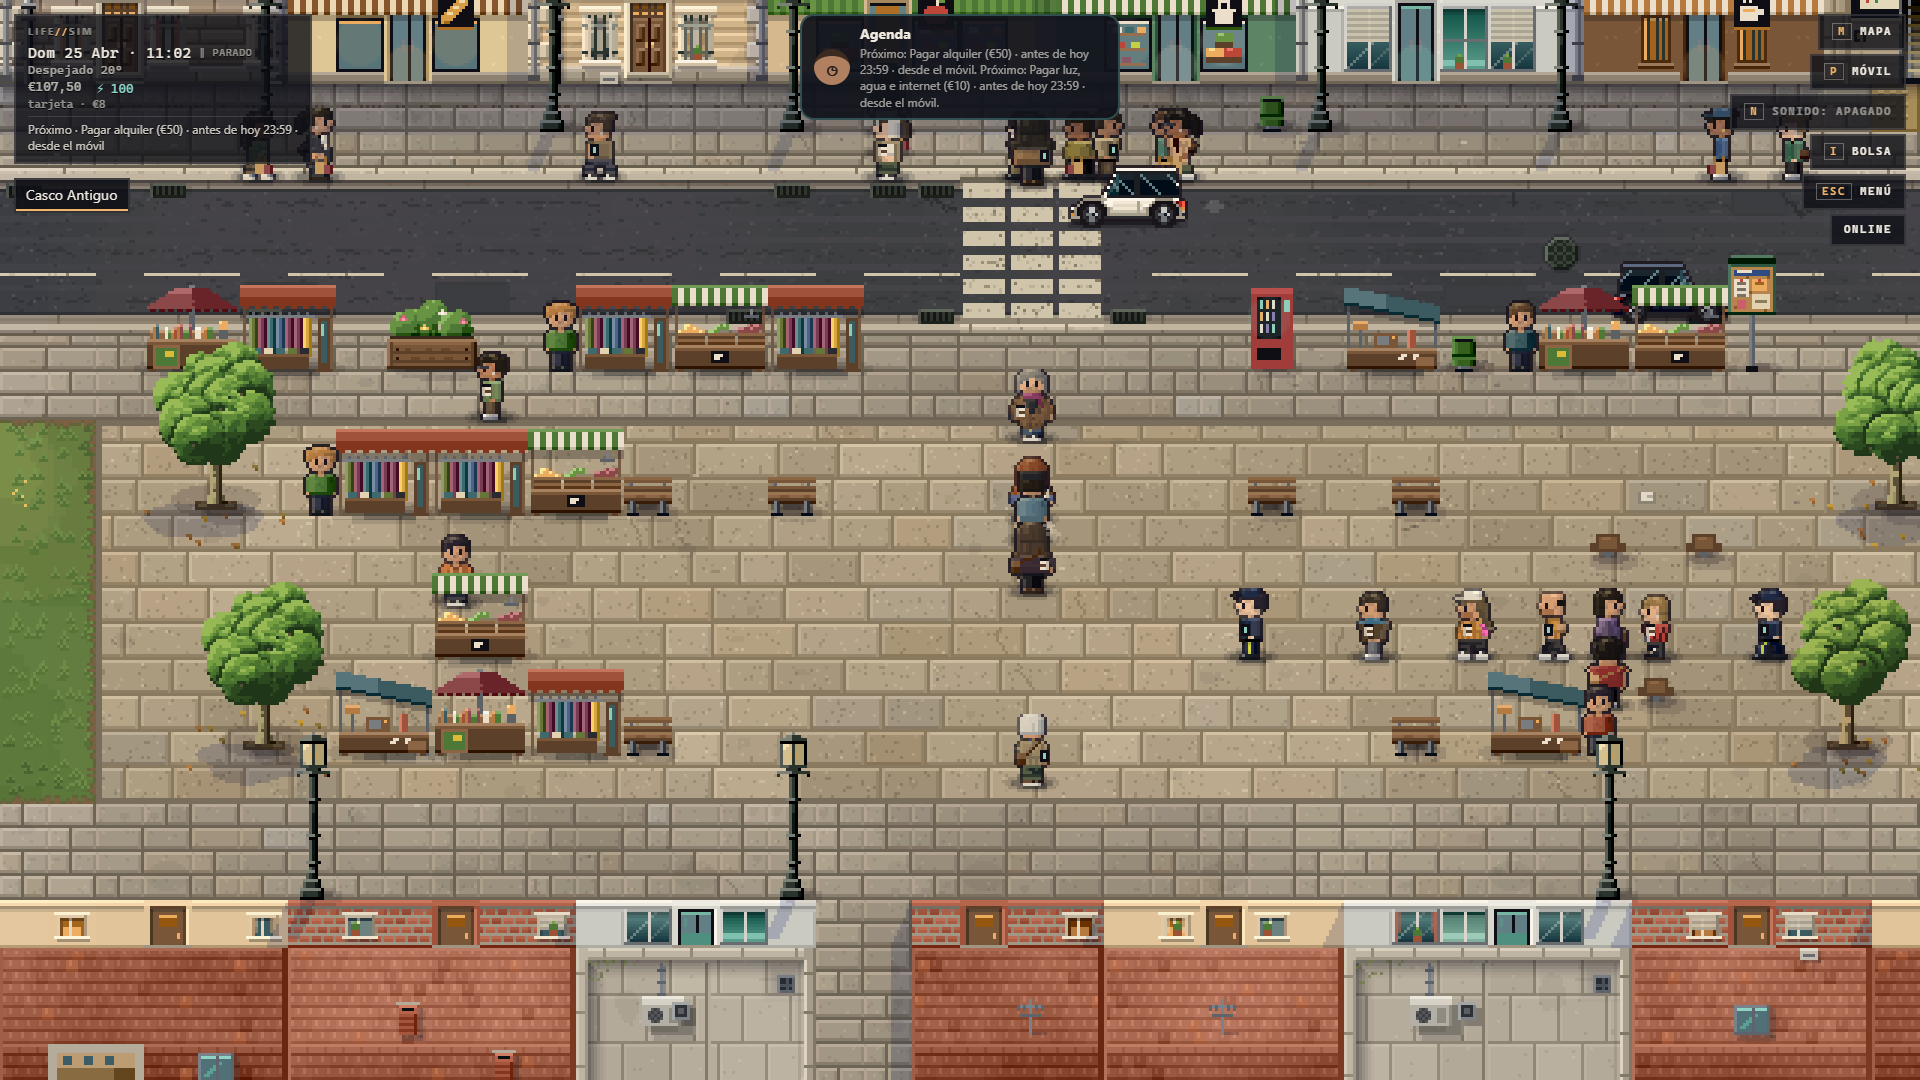 LIFE//SIM
Dom 25 Abr · 11:02 ‖ PARADO
Despejado 20°
€107,50 ⚡ 100
tarjeta · €8
Próximo · Pagar alquiler (€50) · antes de hoy 23:59 ·
desde el móvil
Casco Antiguo
Agenda
Próximo: Pagar alquiler (€50) · antes de hoy
23:59 · desde el móvil. Próximo: Pagar luz,
agua e internet (€10) · antes de hoy 23:59 ·
desde el móvil.
M MAPA
P MÓVIL
N SONIDO: APAGADO
I BOLSA
ESC MENÚ
ONLINE